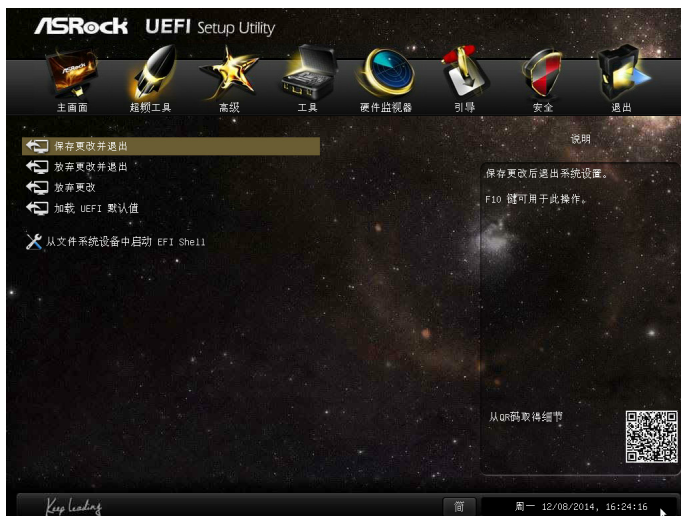 ASRock UEFI Setup Utility
ASRock
主画面 超频工具 高级 工具 硬件监视器 引导 安全 退出
保存更改并退出
放弃更改并退出
放弃更改
加载 UEFI 默认值
从文件系统设备中启动 EFI Shell
说明
保存更改后退出系统设置。
F10 键可用于此操作。
从QR码取得细节
Keep Leading
简
周一 12/08/2014, 16:24:16